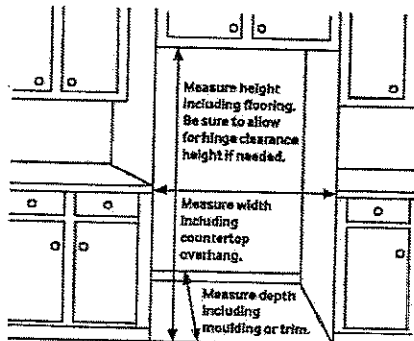 Measure height
including flooring.
Be sure to allow
for hinge clearance
height if needed.
Measure width
including
countertop
overhang.
Measure depth
including
moulding or trim.